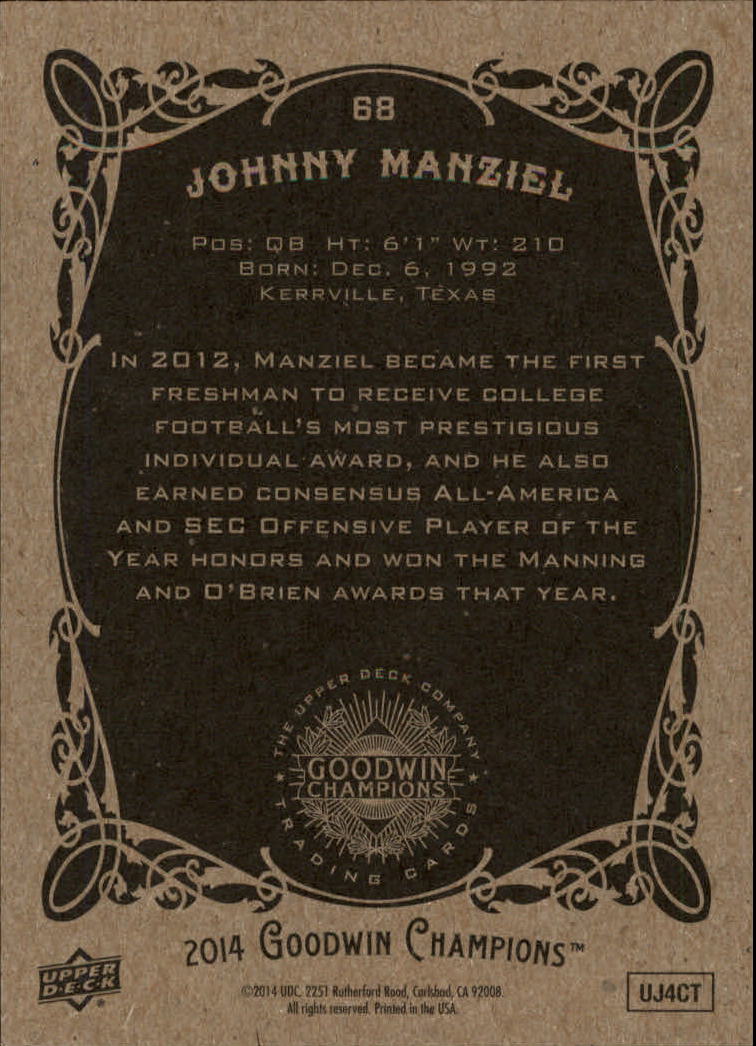 68
JOHNNY MANZIEL
POS: QB HT: 6'1" WT: 210
BORN: DEC. 6, 1992
KERRVILLE, TEXAS
IN 2012, MANZIEL BECAME THE FIRST
FRESHMAN TO RECEIVE COLLEGE
FOOTBALL'S MOST PRESTIGIOUS
INDIVIDUAL AWARD, AND HE ALSO
EARNED CONSENSUS ALL-AMERICA
AND SEC OFFENSIVE PLAYER OF THE
YEAR HONORS AND WON THE MANNING
AND O'BRIEN AWARDS THAT YEAR.
THE UPPER DECK COMPANY
GOODWIN
CHAMPIONS
TRADING CARDS
2014 GOODWIN CHAMPIONS™
UPPER
D·E·C·K®
©2014 UDC. 2251 Rutherford Road, Carlsbad, CA 92008.
All rights reserved. Printed in the USA.
UJ4CT